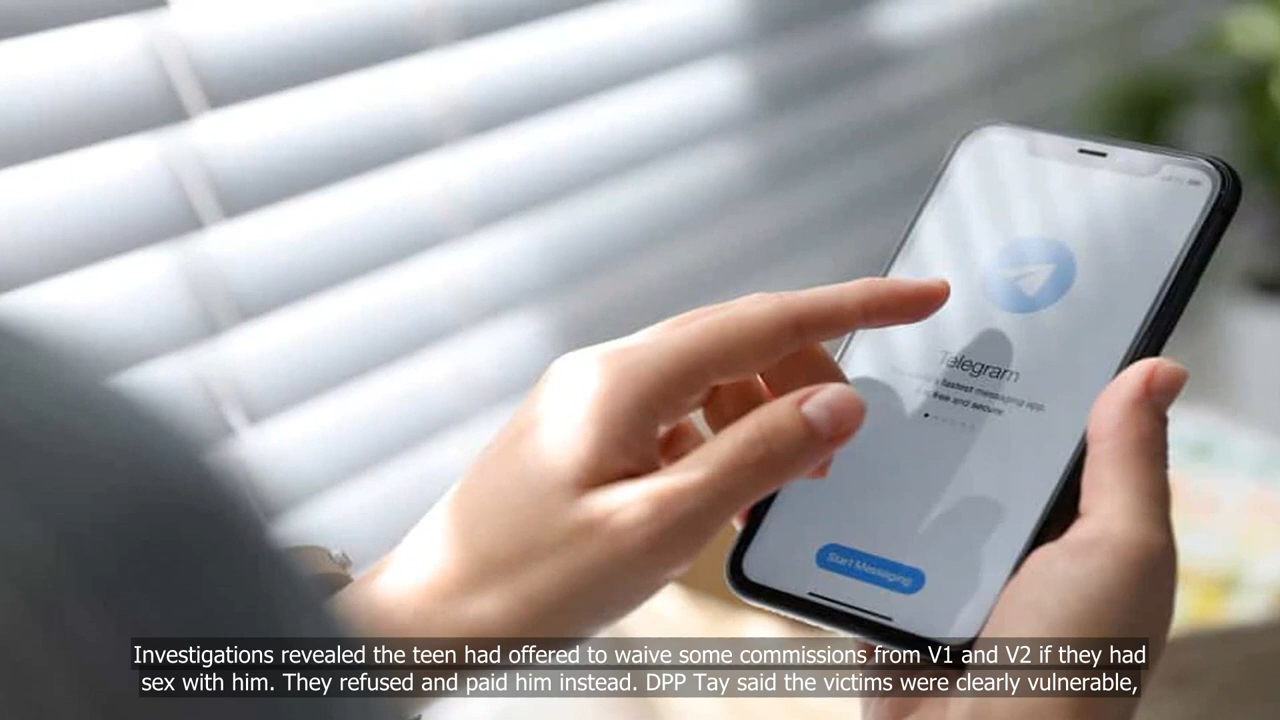 Telegram
fastest messaging app.
free and secure.
Start Messaging
Investigations revealed the teen had offered to waive some commissions from V1 and V2 if they had
sex with him. They refused and paid him instead. DPP Tay said the victims were clearly vulnerable,